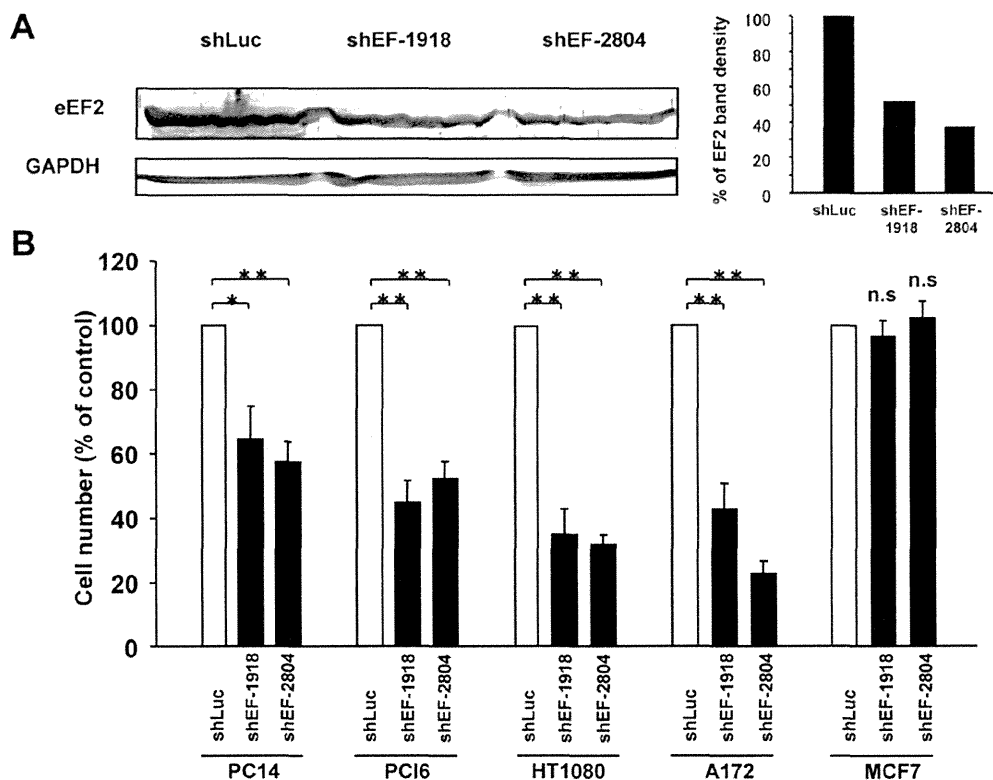 A
shLuc shEF-1918 shEF-2804
eEF2
GAPDH
% of EF2 band density
100
80
60
40
20
0
shLuc shEF-1918 shEF-2804
B
Cell number (% of control)
120
100
80
60
40
20
0
** ** ** **
* ** ** **
n.s n.s
shLuc shEF-1918 shEF-2804 shLuc shEF-1918 shEF-2804 shLuc shEF-1918 shEF-2804 shLuc shEF-1918 shEF-2804 shLuc shEF-1918 shEF-2804
PC14 PCI6 HT1080 A172 MCF7